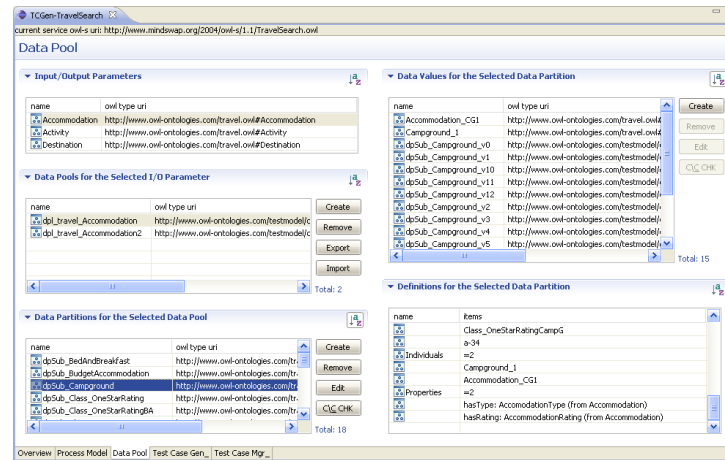 TCGen-TravelSearch
current service owl-s uri: http://www.mindswap.org/2004/owl-s/1.1/TravelSearch.owl
Data Pool
Input/Output Parameters
name owl type uri
Accommodation http://www.owl-ontologies.com/travel.owl#Accommodation
Activity http://www.owl-ontologies.com/travel.owl#Activity
Destination http://www.owl-ontologies.com/travel.owl#Destination
Data Pools for the Selected I/O Parameter
name owl type uri
dpl_travel_Accommodation http://www.owl-ontologies.com/testmodel/c
dpl_travel_Accommodation2 http://www.owl-ontologies.com/testmodel/c
Create
Remove
Export
Import
Total: 2
Data Partitions for the Selected Data Pool
name owl type uri
dpSub_BedAndBreakfast http://www.owl-ontologies.com/tra
dpSub_BudgetAccommodation http://www.owl-ontologies.com/tra
dpSub_Campground http://www.owl-ontologies.com/tra
dpSub_Class_OneStarRating http://www.owl-ontologies.com/tra
dpSub_Class_OneStarRatingBA http://www.owl-ontologies.com/tra
Create
Remove
Edit
C\C CHK
Total: 18
Data Values for the Selected Data Partition
name owl type uri
Accommodation_CG1 http://www.owl-ontologies.com/travel.owl#
Campground_1 http://www.owl-ontologies.com/travel.owl#
dpSub_Campground_v0 http://www.owl-ontologies.com/testmodel/
dpSub_Campground_v1 http://www.owl-ontologies.com/testmodel/
dpSub_Campground_v10 http://www.owl-ontologies.com/testmodel/
dpSub_Campground_v11 http://www.owl-ontologies.com/testmodel/
dpSub_Campground_v12 http://www.owl-ontologies.com/testmodel/
dpSub_Campground_v2 http://www.owl-ontologies.com/testmodel/
dpSub_Campground_v3 http://www.owl-ontologies.com/testmodel/
dpSub_Campground_v4 http://www.owl-ontologies.com/testmodel/
dpSub_Campground_v5 http://www.owl-ontologies.com/testmodel/
Create
Remove
Edit
C\C CHK
Total: 15
Definitions for the Selected Data Partition
name items
Class_OneStarRatingCampG
a-34
Individuals =2
Campground_1
Accommodation_CG1
Properties =2
hasType: AccomodationType (from Accommodation)
hasRating: AccommodationRating (from Accommodation)
Overview Process Model Data Pool Test Case Gen_ Test Case Mgr_